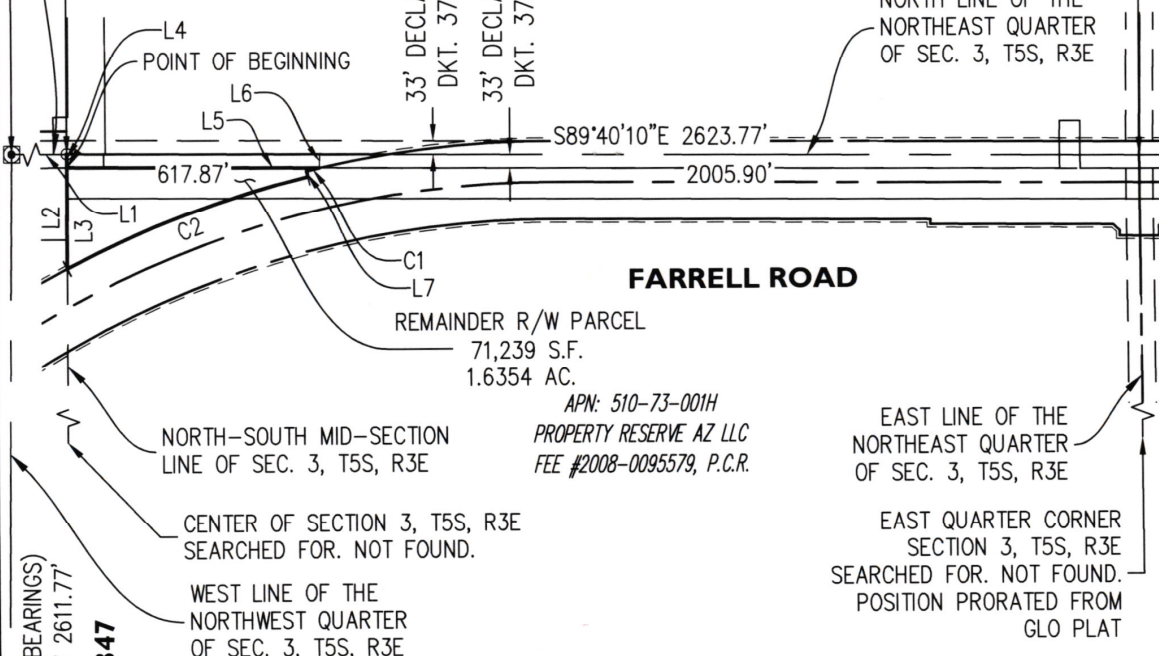 NORTH LINE OF THE
NORTHEAST QUARTER
OF SEC. 3, T5S, R3E
33' DECLA
DKT. 37
33' DECLA
DKT. 37
L4
POINT OF BEGINNING
L6
L5
S89°40'10"E 2623.77'
617.87'
2005.90'
L1
L2
L3
C2
C1
L7
FARRELL ROAD
REMAINDER R/W PARCEL
71,239 S.F.
1.6354 AC.
APN: 510-73-001H
PROPERTY RESERVE AZ LLC
FEE #2008-0095579, P.C.R.
NORTH-SOUTH MID-SECTION
LINE OF SEC. 3, T5S, R3E
EAST LINE OF THE
NORTHEAST QUARTER
OF SEC. 3, T5S, R3E
CENTER OF SECTION 3, T5S, R3E
SEARCHED FOR. NOT FOUND.
EAST QUARTER CORNER
SECTION 3, T5S, R3E
SEARCHED FOR. NOT FOUND.
POSITION PRORATED FROM
GLO PLAT
WEST LINE OF THE
NORTHWEST QUARTER
OF SEC. 3, T5S, R3E
BEARINGS)
2611.77'
347